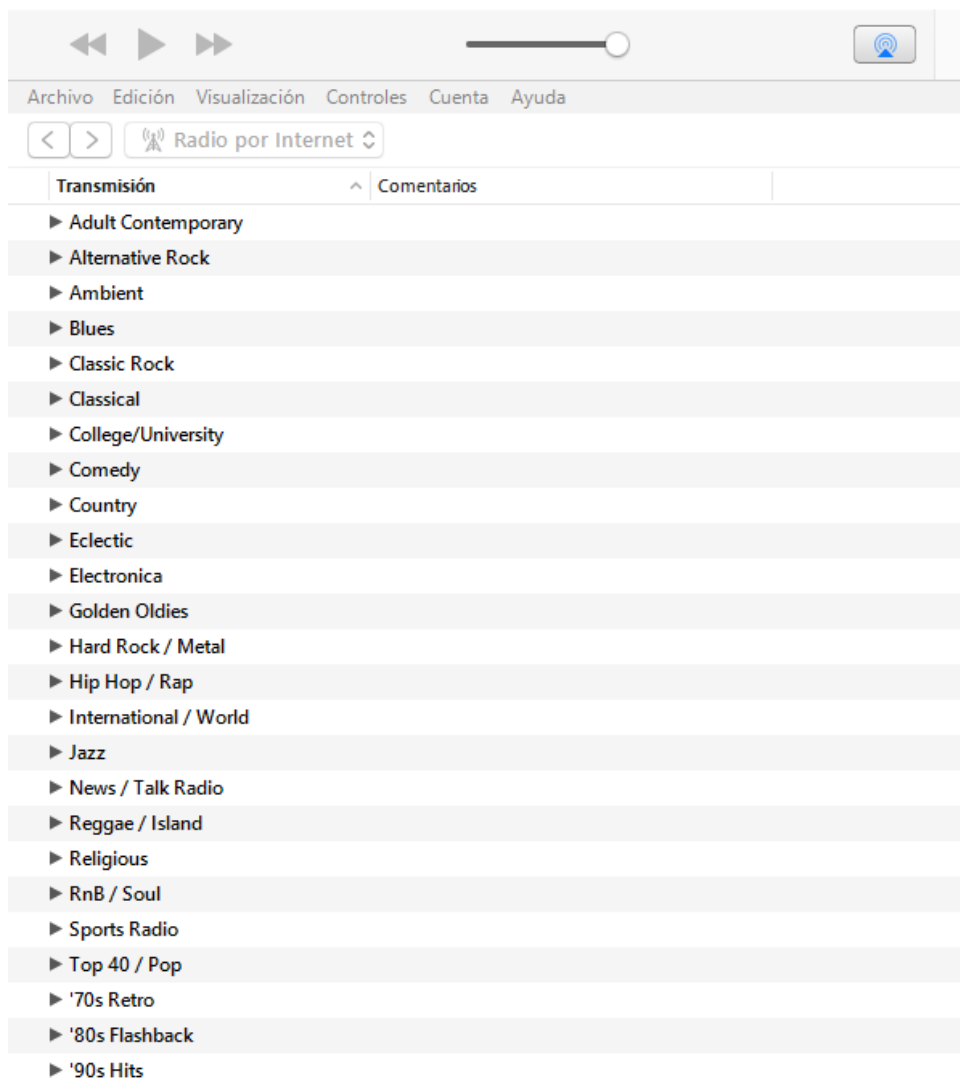 Archivo Edición Visualización Controles Cuenta Ayuda
Radio por Internet
Transmisión Comentarios
Adult Contemporary
Alternative Rock
Ambient
Blues
Classic Rock
Classical
College/University
Comedy
Country
Eclectic
Electronica
Golden Oldies
Hard Rock / Metal
Hip Hop / Rap
International / World
Jazz
News / Talk Radio
Reggae / Island
Religious
RnB / Soul
Sports Radio
Top 40 / Pop
'70s Retro
'80s Flashback
'90s Hits